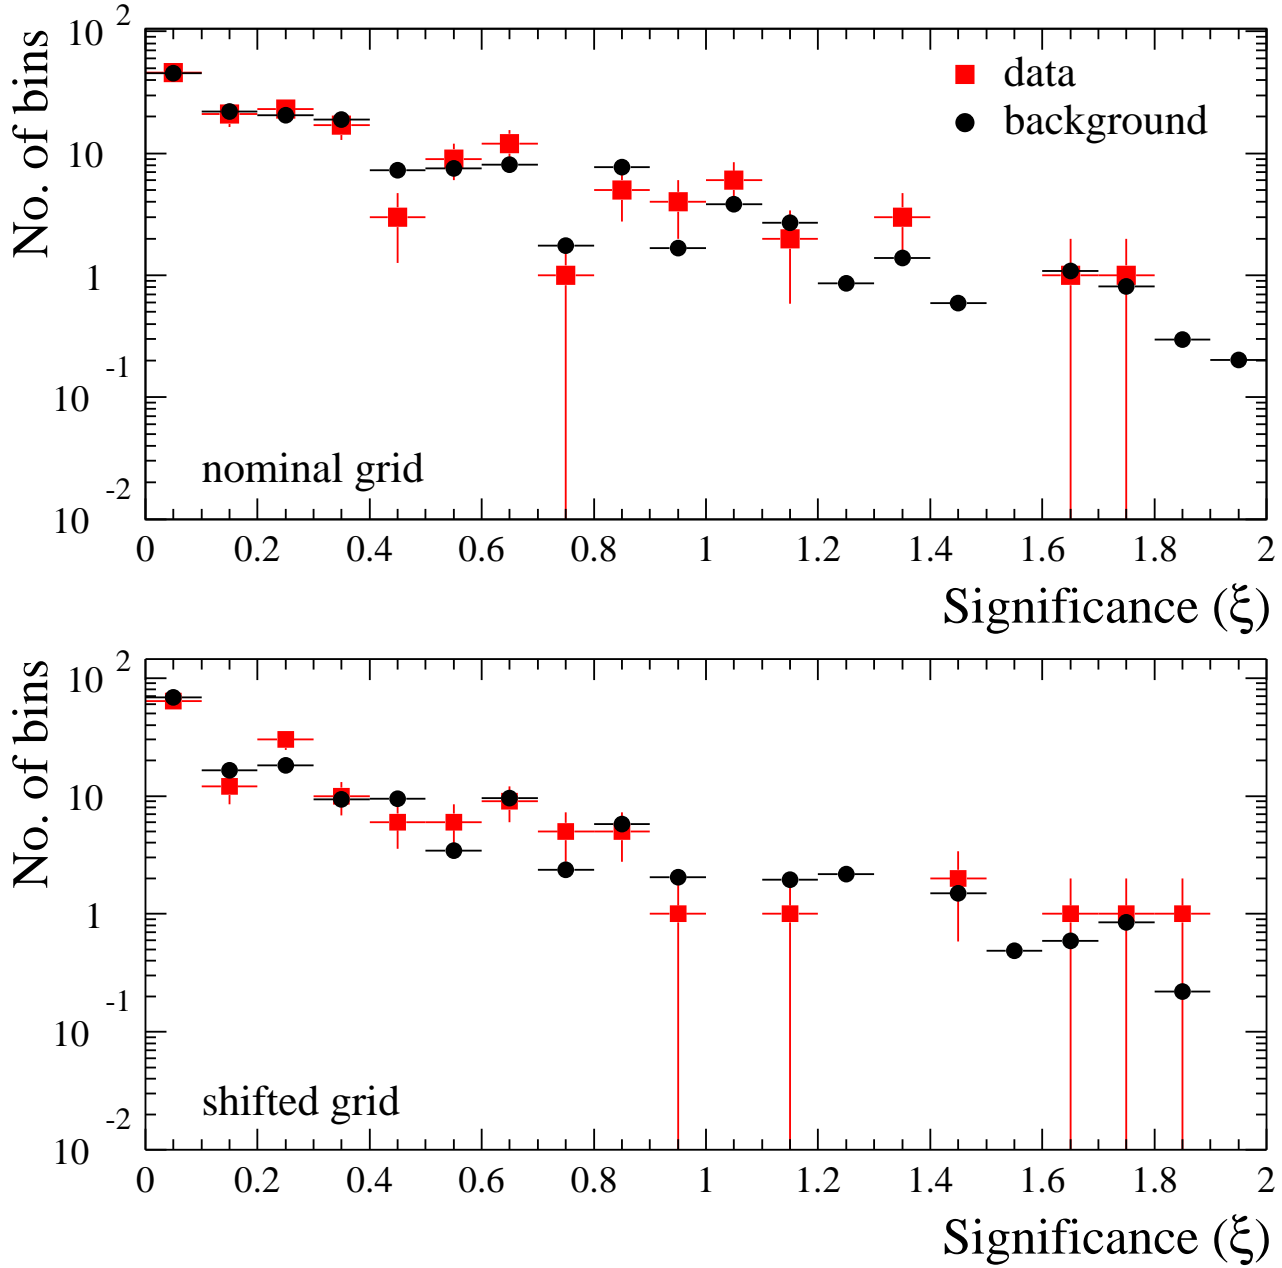 No. of bins
10 2
data
background
10
1
10 -1
nominal grid
10 -2
0 0.2 0.4 0.6 0.8 1 1.2 1.4 1.6 1.8 2
Significance (ξ)
No. of bins
10 2
10
1
10 -1
shifted grid
10 -2
0 0.2 0.4 0.6 0.8 1 1.2 1.4 1.6 1.8 2
Significance (ξ)